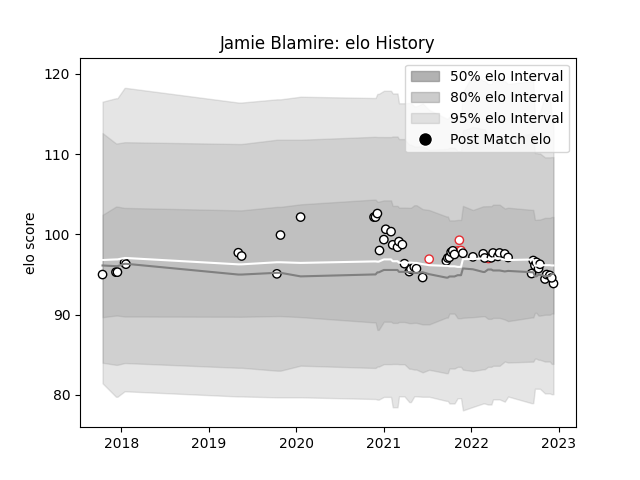 Jamie Blamire: elo History
50% elo Interval
80% elo Interval
95% elo Interval
Post Match elo
elo score
120
110
100
90
80
2018 2019 2020 2021 2022 2023